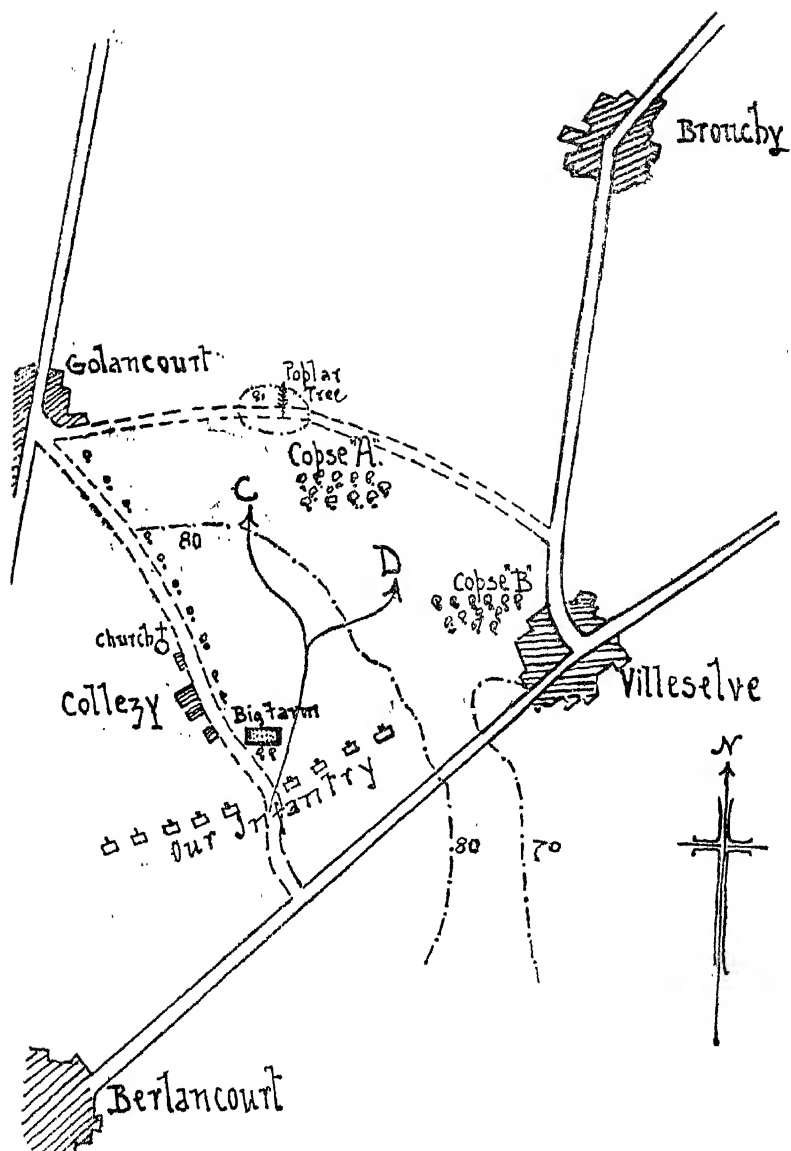 Brouchy
Golancourt
Poplar
Tree
81
Copse "A".
C
80
D
Copse "B"
Church
Villeselve
Collezy
Big Farm
N
Our Infantry
80
70
Berlancourt